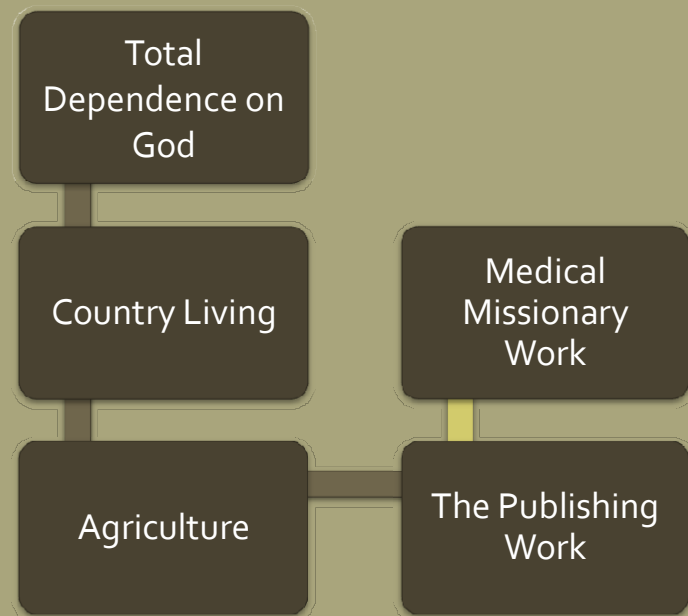 Total
Dependence on
God
Country Living
Agriculture
The Publishing
Work
Medical
Missionary
Work